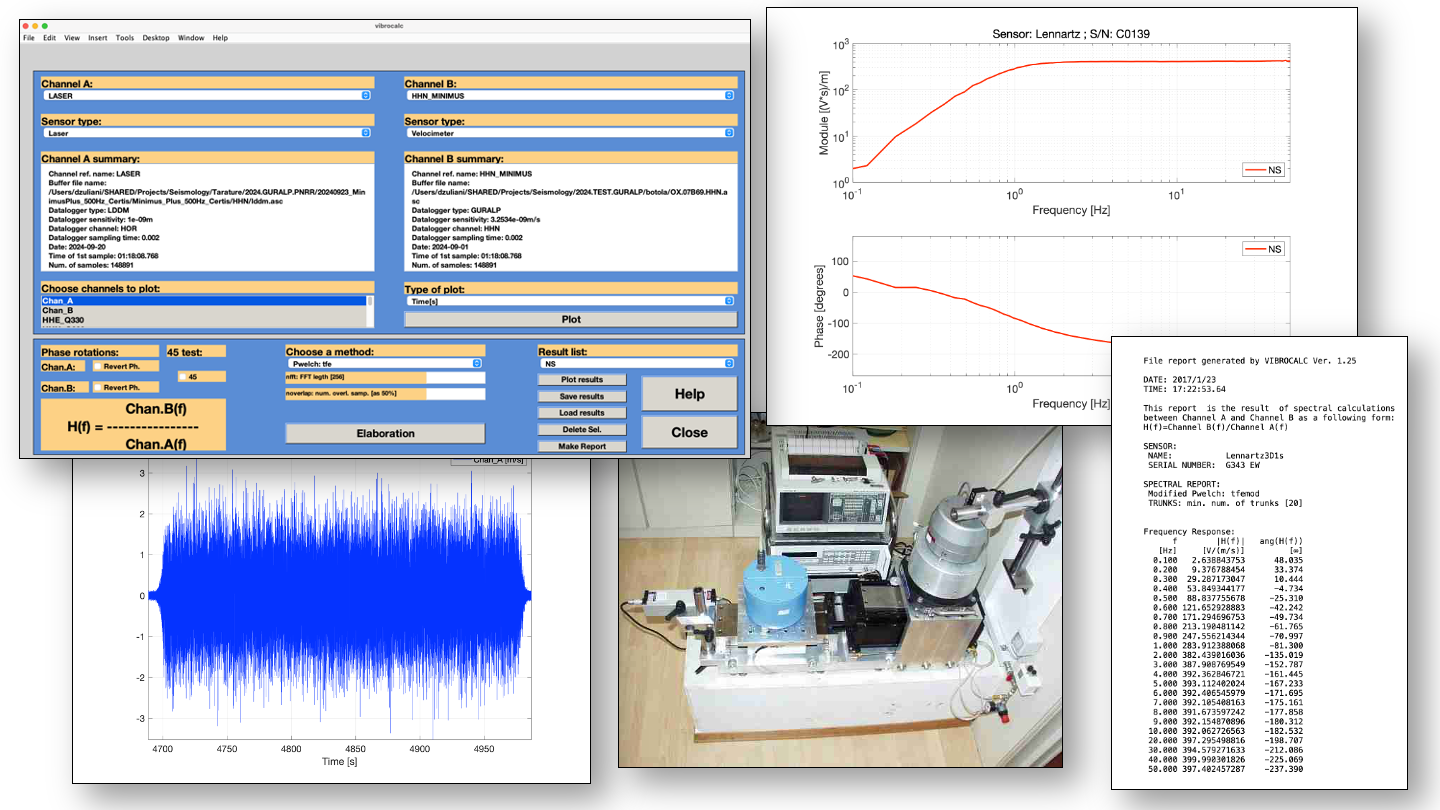 vibrocalc
File Edit View Insert Tools Desktop Window Help
Channel A:
LASER
Sensor type:
Laser
Channel A summary:
Channel ref. name: LASER
Buffer file name:
/Users/dzuliani/SHARED/Projects/Seismology/Tarature/2024.GURALP.PNRR/20240923_Min
imusPlus_500Hz_Certis/Minimus_Plus_500Hz_Certis/HHN/lddm.asc
Datalogger type: LDDM
Datalogger sensitivity: 1e-09m
Datalogger channel: HOR
Datalogger sampling time: 0.002
Date: 2024-09-20
Time of 1st sample: 01:18:08.768
Num. of samples: 148891
Channel B:
HHN_MINIMUS
Sensor type:
Velocimeter
Channel B summary:
Channel ref. name: HHN_MINIMUS
Buffer file name:
/Users/dzuliani/SHARED/Projects/Seismology/2024.TEST.GURALP/botola/OX.07B69.HHN.a
sc
Datalogger type: GURALP
Datalogger sensitivity: 3.2534e-09m/s
Datalogger channel: HHN
Datalogger sampling time: 0.002
Date: 2024-09-01
Time of 1st sample: 01:18:08.768
Num. of samples: 148891
Choose channels to plot:
Chan_A
Chan_B
HHE_Q330
Type of plot:
Time[s]
Plot
Phase rotations:
Chan.A: Revert Ph.
Chan.B: Revert Ph.
45 test:
45
Chan.B(f)
H(f) = ----------------
Chan.A(f)
Choose a method:
Pwelch: tfe
nfft: FFT legth [256]
noverlap: num. overl. samp. [as 50%]
Elaboration
Result list:
NS
Plot results
Save results
Load results
Delete Sel.
Make Report
Help
Close
Sensor: Lennartz ; S/N: C0139
Module [(V*s)/m]
10³
10²
10¹
10⁰
10⁻¹ 10⁰ 10¹
Frequency [Hz]
NS
Phase [degrees]
100
0
-100
-200
10⁻¹ 10⁰
Frequency [Hz]
NS
Chan_A [m/s]
3
2
1
0
-1
-2
-3
4700 4750 4800 4850 4900 4950
Time [s]
File report generated by VIBROCALC Ver. 1.25
DATE: 2017/1/23
TIME: 17:22:53.64
This report is the result of spectral calculations
between Channel A and Channel B as a following form:
H(f)=Channel B(f)/Channel A(f)
SENSOR:
NAME: Lennartz3D1s
SERIAL NUMBER: G343 EW
SPECTRAL REPORT:
Modified Pwelch: tfemod
TRUNKS: min. num. of trunks [20]
Frequency Response:
f |H(f)| ang(H(f))
[Hz] [V/(m/s)] [∞]
0.100 2.638843753 48.035
0.200 9.376788454 33.374
0.300 29.287173047 10.444
0.400 53.849344177 -4.734
0.500 88.837755678 -25.310
0.600 121.652928883 -42.242
0.700 171.294696753 -49.734
0.800 213.190481142 -61.765
0.900 247.556214344 -70.997
1.000 283.912388068 -81.300
2.000 382.439016036 -135.019
3.000 387.908769549 -152.787
4.000 392.362846721 -161.445
5.000 393.112402024 -167.233
6.000 392.406545979 -171.695
7.000 392.105408163 -175.161
8.000 391.673597242 -177.858
9.000 392.154870896 -180.312
10.000 392.062726563 -182.532
20.000 397.295498816 -198.707
30.000 394.579271633 -212.086
40.000 399.990301826 -225.069
50.000 397.402457287 -237.390